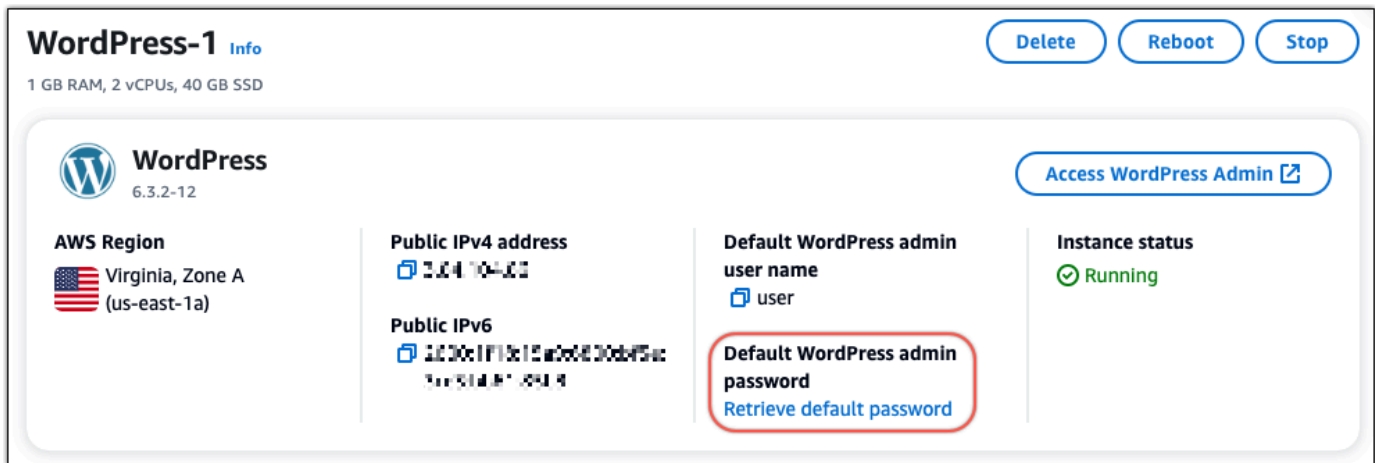 WordPress-1 Info
Delete
Reboot
Stop
1 GB RAM, 2 vCPUs, 40 GB SSD
WordPress
6.3.2-12
Access WordPress Admin
AWS Region
Virginia, Zone A
(us-east-1a)
Public IPv4 address
Public IPv6
Default WordPress admin
user name
user
Default WordPress admin
password
Retrieve default password
Instance status
Running